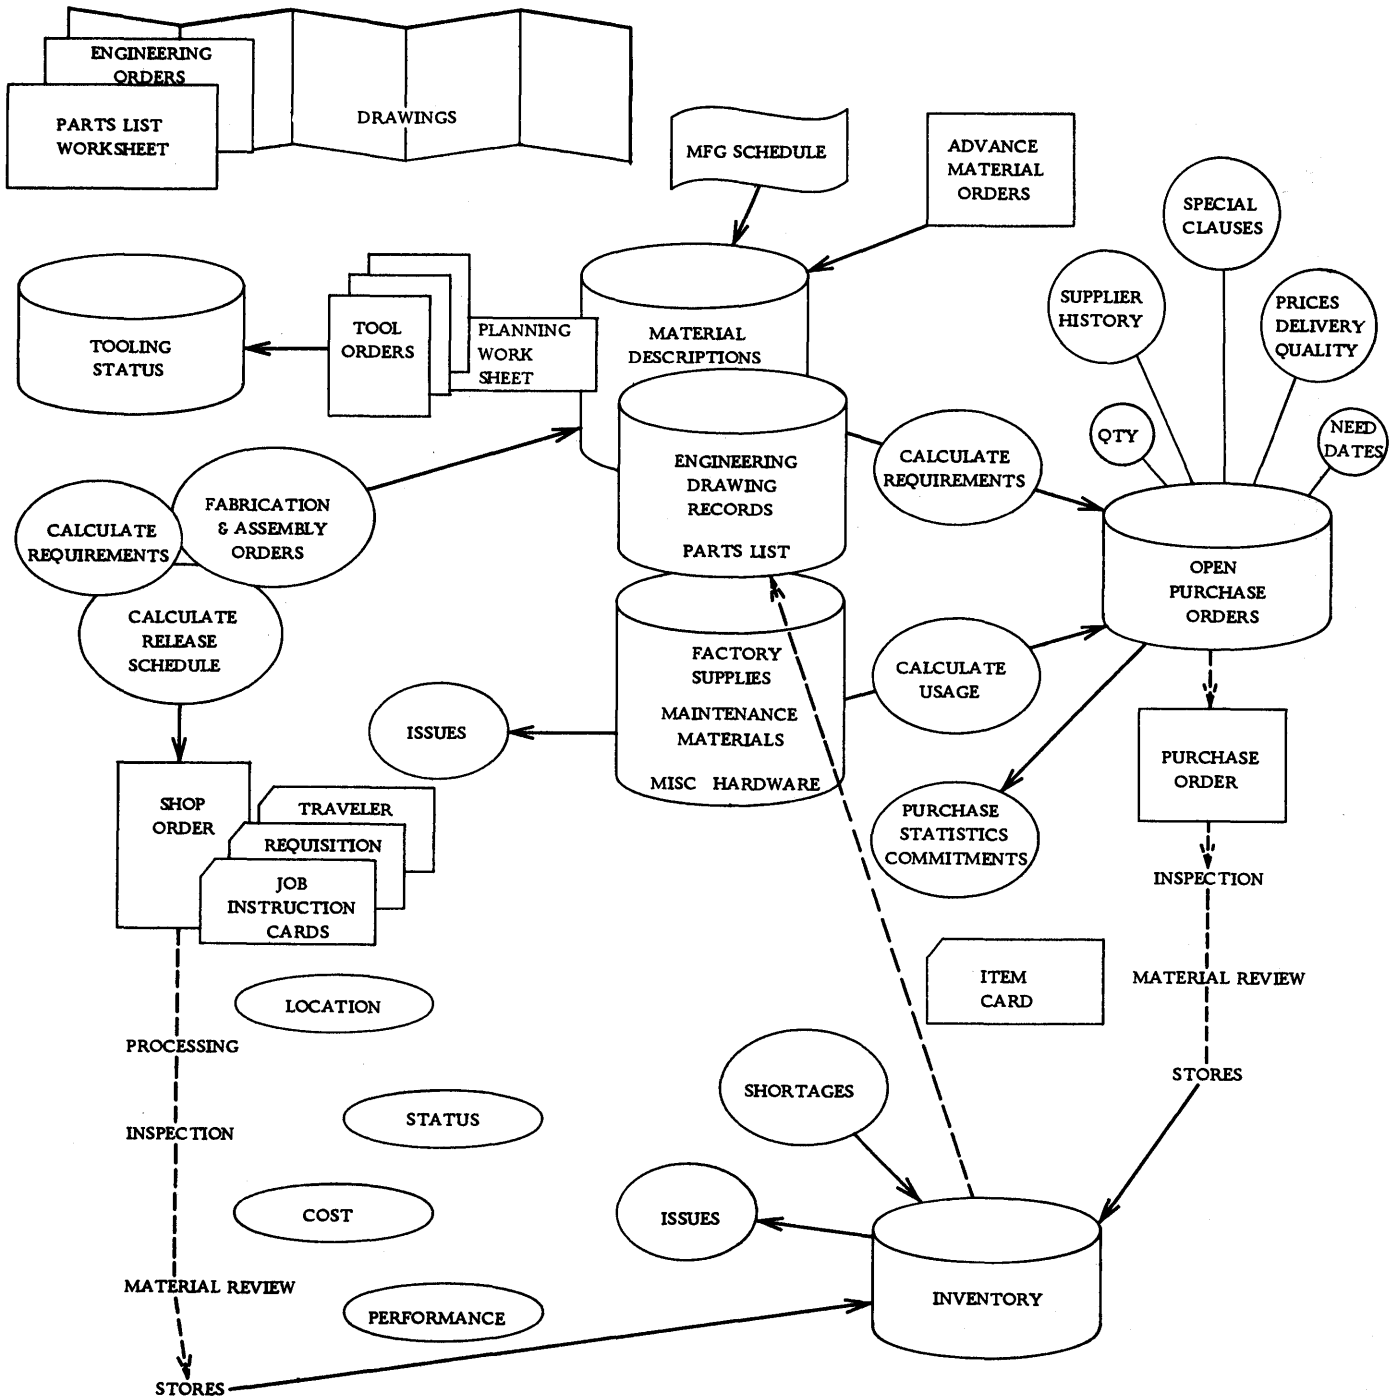 ENGINEERING
ORDERS
PARTS LIST
WORKSHEET
DRAWINGS
MFG SCHEDULE
ADVANCE
MATERIAL
ORDERS
SPECIAL
CLAUSES
SUPPLIER
HISTORY
PRICES
DELIVERY
QUALITY
QTY
NEED
DATES
TOOLING
STATUS
TOOL
ORDERS
PLANNING
WORK
SHEET
MATERIAL
DESCRIPTIONS
ENGINEERING
DRAWING
RECORDS
PARTS LIST
CALCULATE
REQUIREMENTS
OPEN
PURCHASE
ORDERS
FABRICATION
& ASSEMBLY
ORDERS
CALCULATE
REQUIREMENTS
CALCULATE
RELEASE
SCHEDULE
FACTORY
SUPPLIES
MAINTENANCE
MATERIALS
MISC HARDWARE
CALCULATE
USAGE
ISSUES
PURCHASE
ORDER
PURCHASE
STATISTICS
COMMITMENTS
SHOP
ORDER
TRAVELER
REQUISITION
JOB
INSTRUCTION
CARDS
INSPECTION
MATERIAL REVIEW
STORES
ITEM
CARD
LOCATION
PROCESSING
STATUS
INSPECTION
COST
MATERIAL REVIEW
PERFORMANCE
STORES
SHORTAGES
ISSUES
INVENTORY